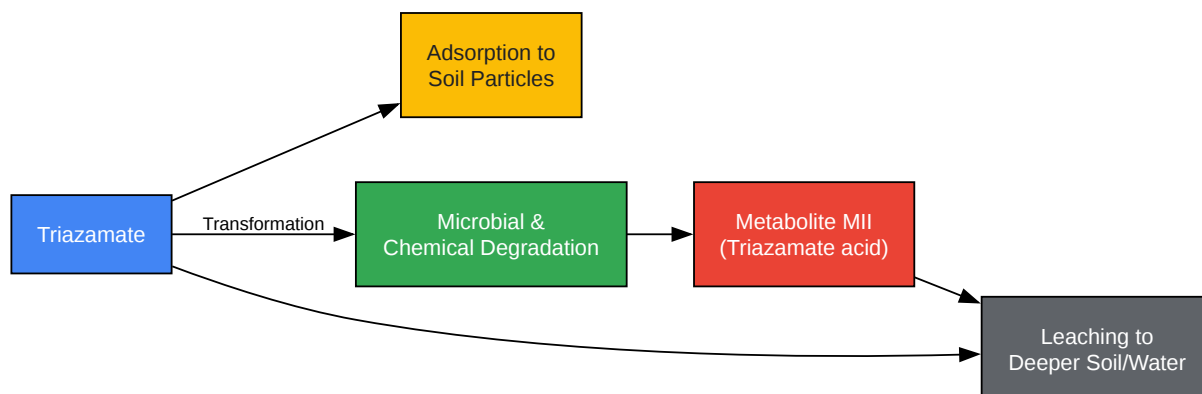 Adsorption to
Soil Particles
Triazamate
Transformation
Microbial &
Chemical Degradation
Metabolite MII
(Triazamate acid)
Leaching to
Deeper Soil/Water